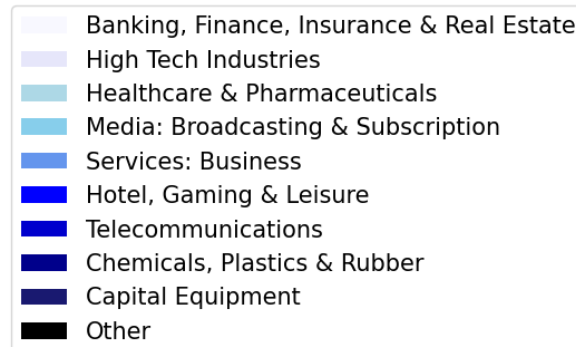 Banking, Finance, Insurance & Real Estate
High Tech Industries
Healthcare & Pharmaceuticals
Media: Broadcasting & Subscription
Services: Business
Hotel, Gaming & Leisure
Telecommunications
Chemicals, Plastics & Rubber
Capital Equipment
Other